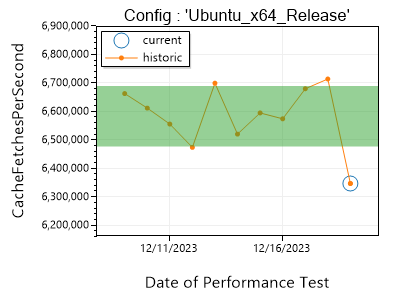 Config : 'Ubuntu_x64_Release'
6,900,000
6,800,000
6,700,000
6,600,000
6,500,000
6,400,000
6,300,000
6,200,000
CacheFetchesPerSecond
current
historic
12/11/2023
12/16/2023
Date of Performance Test